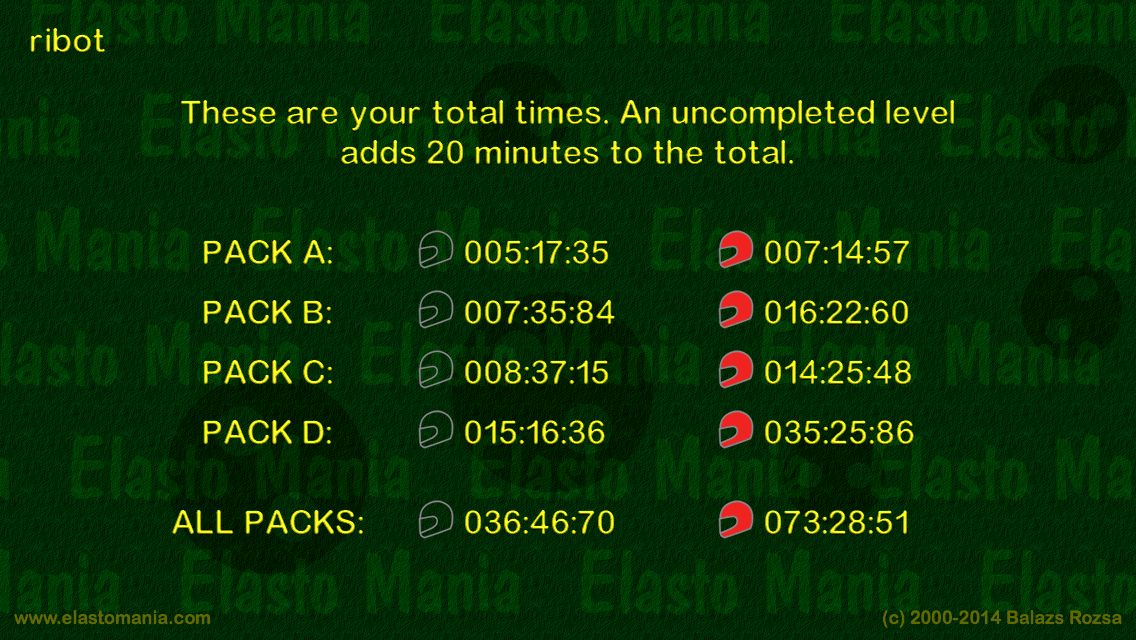 ribot
These are your total times. An uncompleted level
adds 20 minutes to the total.
PACK A: 005:17:35 007:14:57
PACK B: 007:35:84 016:22:60
PACK C: 008:37:15 014:25:48
PACK D: 015:16:36 035:25:86
ALL PACKS: 036:46:70 073:28:51
www.elastomania.com (c) 2000-2014 Balazs Rozsa